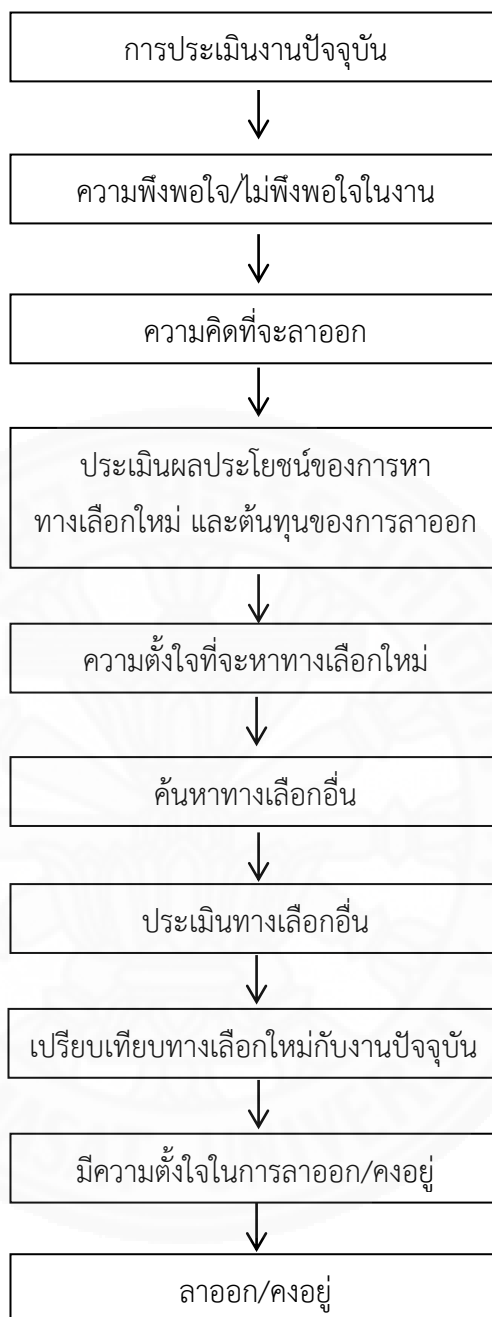 การประเมินงานปัจจุบัน
ความพึงพอใจ/ไม่พึงพอใจในงาน
ความคิดที่จะลาออก
ประเมินผลประโยชน์ของการหา
ทางเลือกใหม่ และต้นทุนของการลาออก
ความตั้งใจที่จะหาทางเลือกใหม่
ค้นหาทางเลือกอื่น
ประเมินทางเลือกอื่น
เปรียบเทียบทางเลือกใหม่กับงานปัจจุบัน
มีความตั้งใจในการลาออก/คงอยู่
ลาออก/คงอยู่